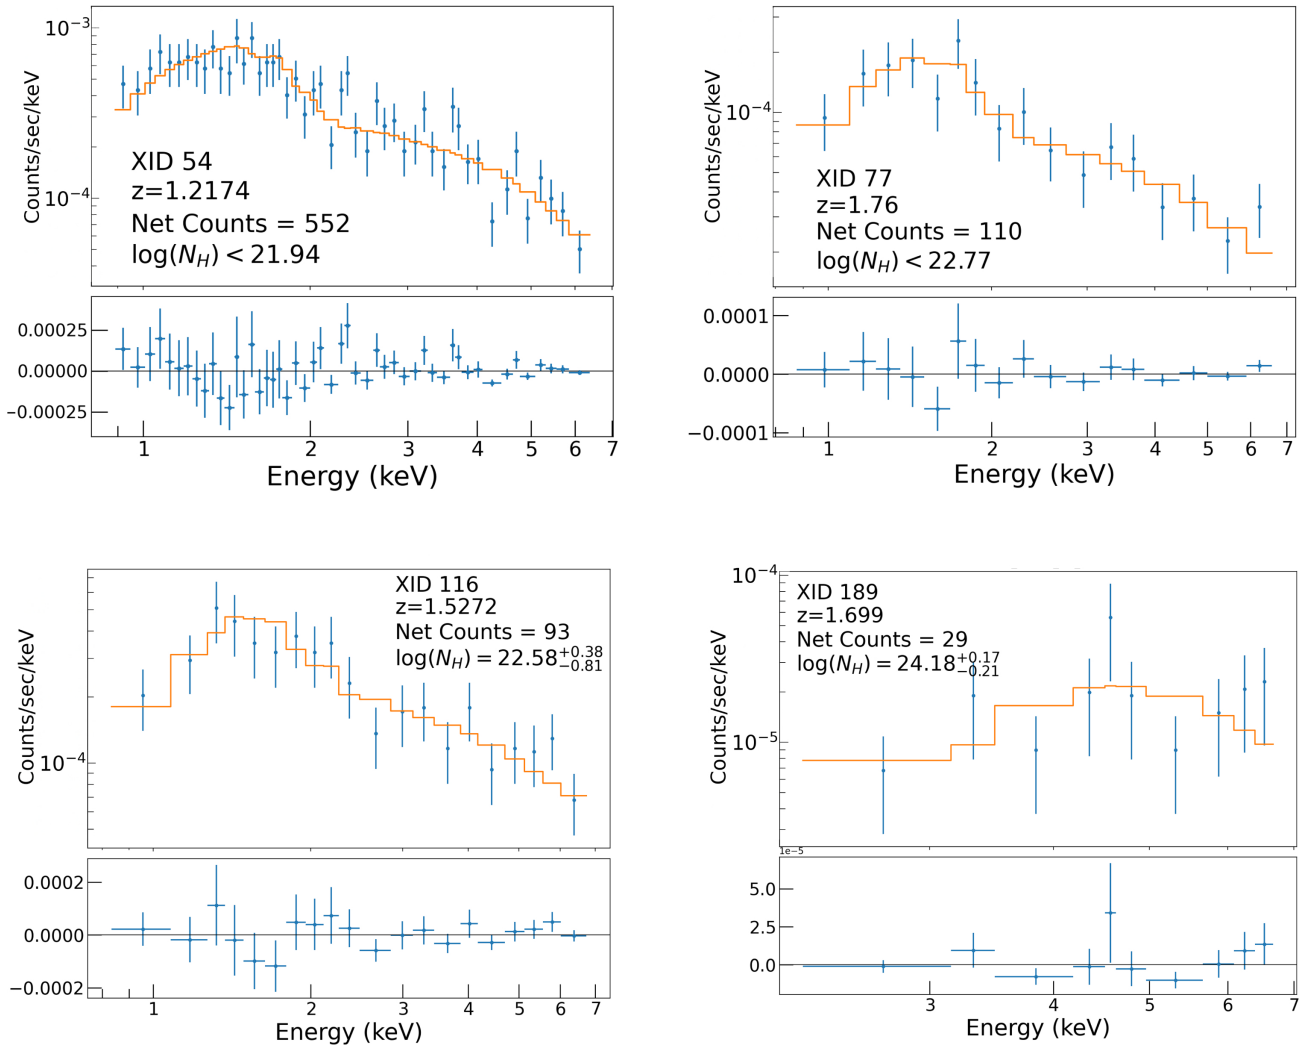 10⁻³
10⁻⁴
Counts/sec/keV
XID 54
z=1.2174
Net Counts = 552
log(N_H) < 21.94
0.00025
0.00000
−0.00025
1 2 3 4 5 6 7
Energy (keV)
10⁻⁴
Counts/sec/keV
XID 77
z=1.76
Net Counts = 110
log(N_H) < 22.77
0.0001
0.0000
−0.0001
1 2 3 4 5 6 7
Energy (keV)
10⁻⁴
Counts/sec/keV
XID 116
z=1.5272
Net Counts = 93
log(N_H) = 22.58 +0.38 −0.81
0.0002
0.0000
−0.0002
1 2 3 4 5 6 7
Energy (keV)
10⁻⁴
10⁻⁵
Counts/sec/keV
XID 189
z=1.699
Net Counts = 29
log(N_H) = 24.18 +0.17 −0.21
1e−5
5.0
2.5
0.0
3 4 5 6 7
Energy (keV)